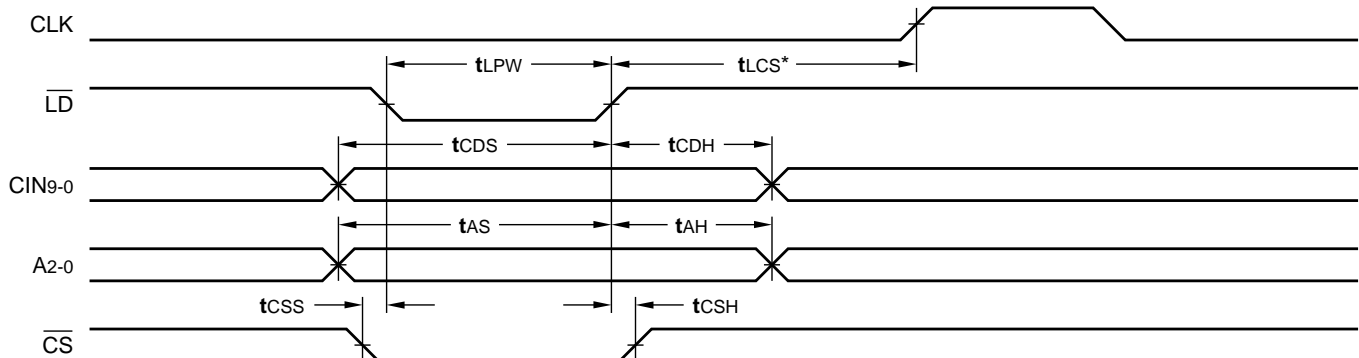 CLK
tLPW tLCS*
LD
tCDS tCDH
CIN9-0
tAS tAH
A2-0
tCSS tCSH
CS